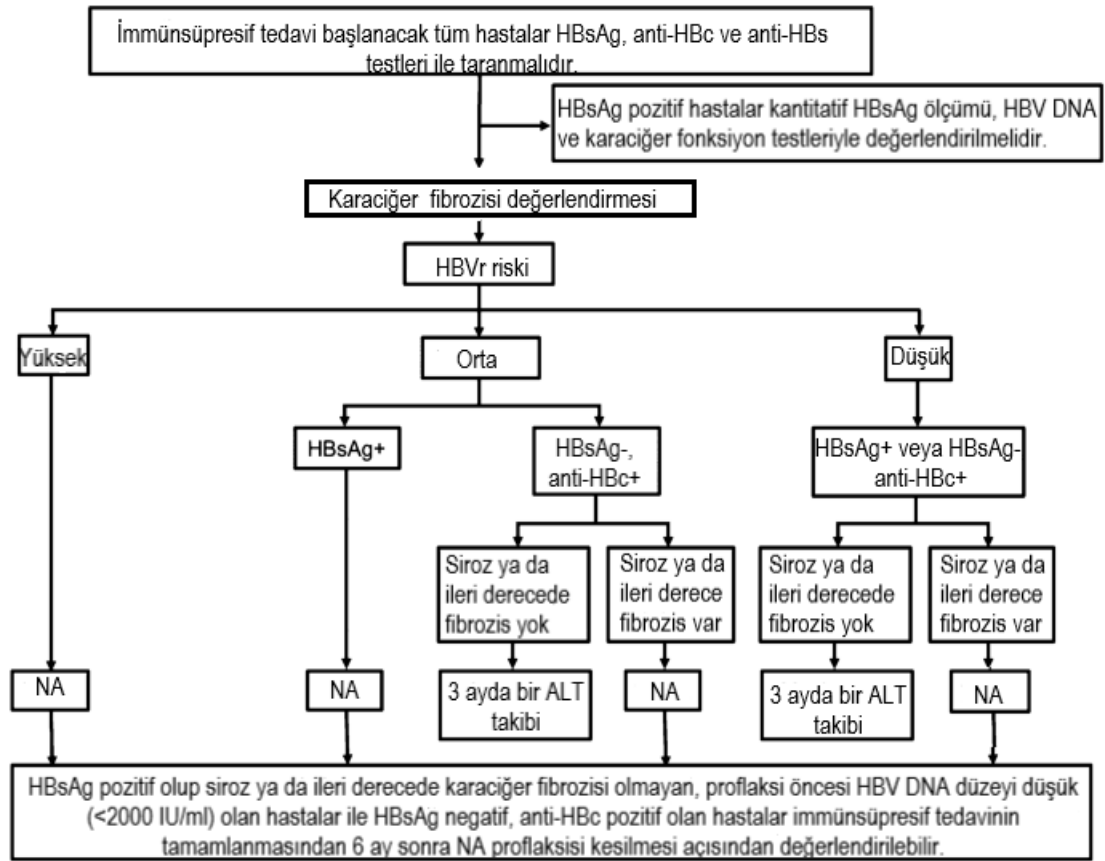 İmmünsüpresif tedavi başlanacak tüm hastalar HBsAg, anti-HBc ve anti-HBs
testleri ile taranmalıdır.
HBsAg pozitif hastalar kantitatif HBsAg ölçümü, HBV DNA
ve karaciğer fonksiyon testleriyle değerlendirilmelidir.
Karaciğer fibrozisi değerlendirmesi
HBVr riski
Yüksek
Orta
Düşük
HBsAg+
HBsAg-,
anti-HBc+
HBsAg+ veya HBsAg-
anti-HBc+
Siroz ya da
ileri derecede
fibrozis yok
Siroz ya da
ileri derece
fibrozis var
Siroz ya da
ileri derecede
fibrozis yok
Siroz ya da
ileri derece
fibrozis var
NA
NA
3 ayda bir ALT
takibi
NA
3 ayda bir ALT
takibi
NA
HBsAg pozitif olup siroz ya da ileri derecede karaciğer fibrozisi olmayan, proflaksi öncesi HBV DNA düzeyi düşük
(<2000 IU/ml) olan hastalar ile HBsAg negatif, anti-HBc pozitif olan hastalar immünsüpresif tedavinin
tamamlanmasından 6 ay sonra NA proflaksisi kesilmesi açısından değerlendirilebilir.